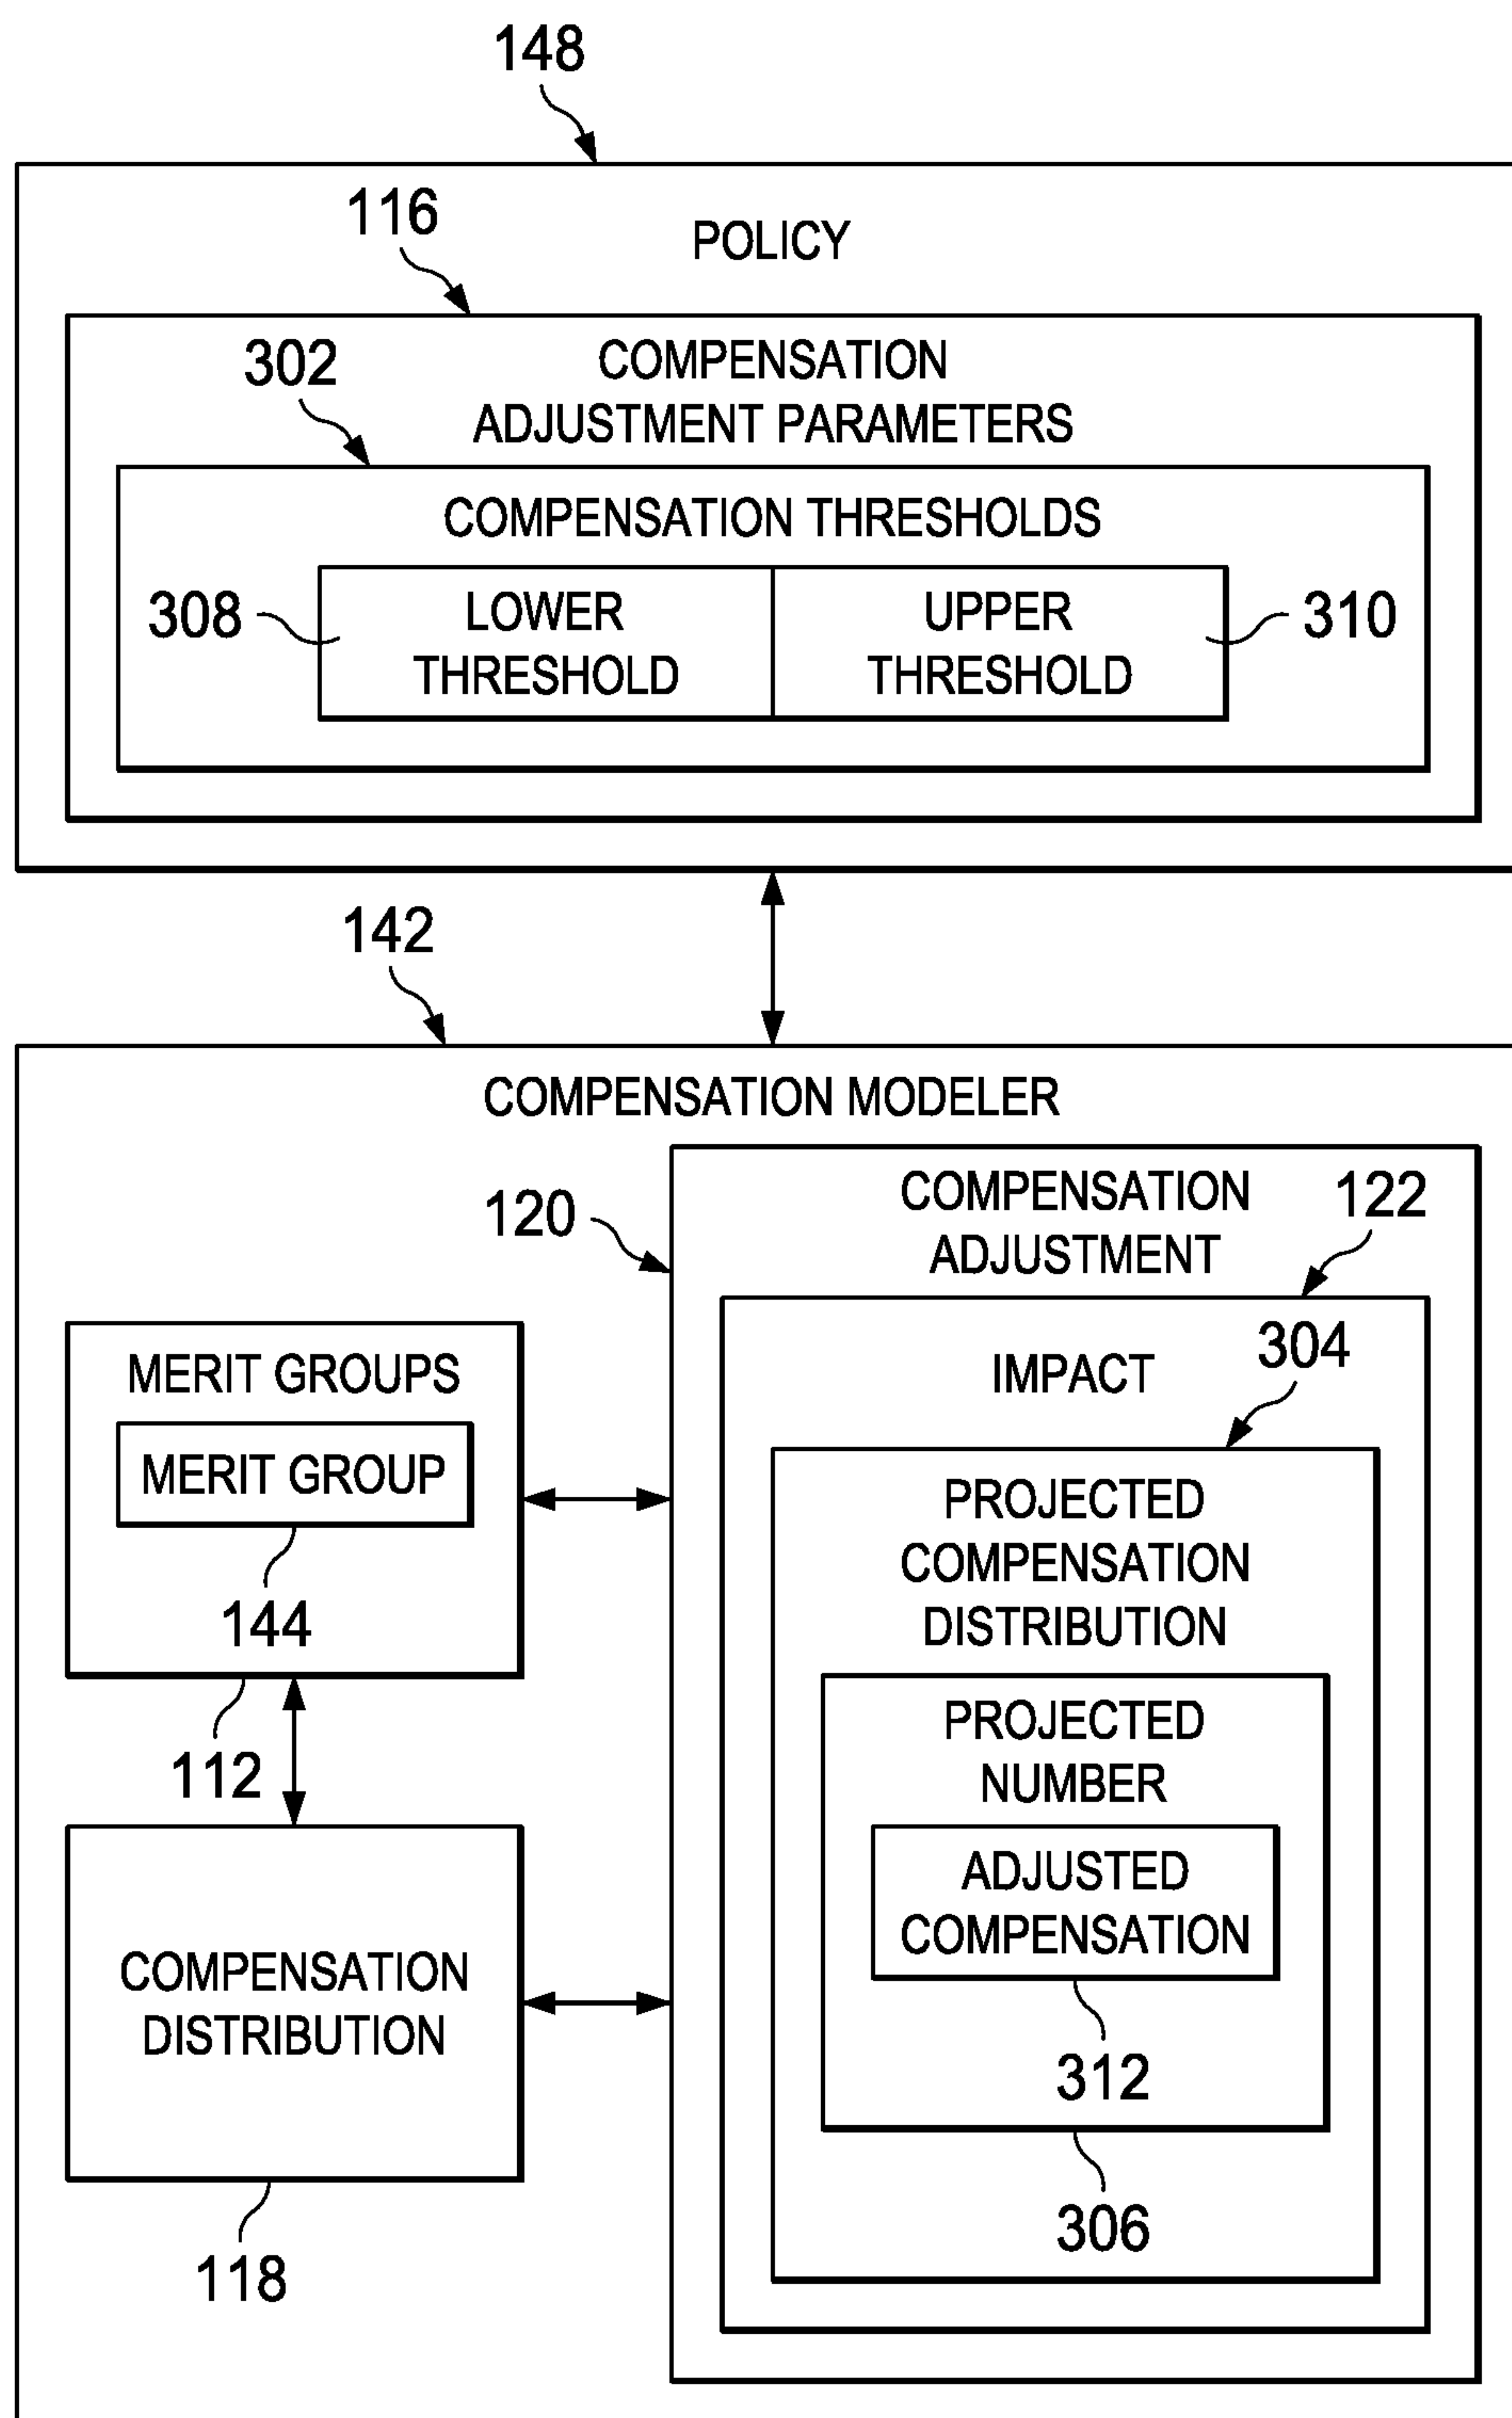 148
116
POLICY
302
COMPENSATION
ADJUSTMENT PARAMETERS
COMPENSATION THRESHOLDS
308
LOWER
THRESHOLD
UPPER
THRESHOLD
310
142
COMPENSATION MODELER
120
COMPENSATION
ADJUSTMENT
122
MERIT GROUPS
MERIT GROUP
144
112
IMPACT
304
PROJECTED
COMPENSATION
DISTRIBUTION
PROJECTED
NUMBER
ADJUSTED
COMPENSATION
312
306
COMPENSATION
DISTRIBUTION
118